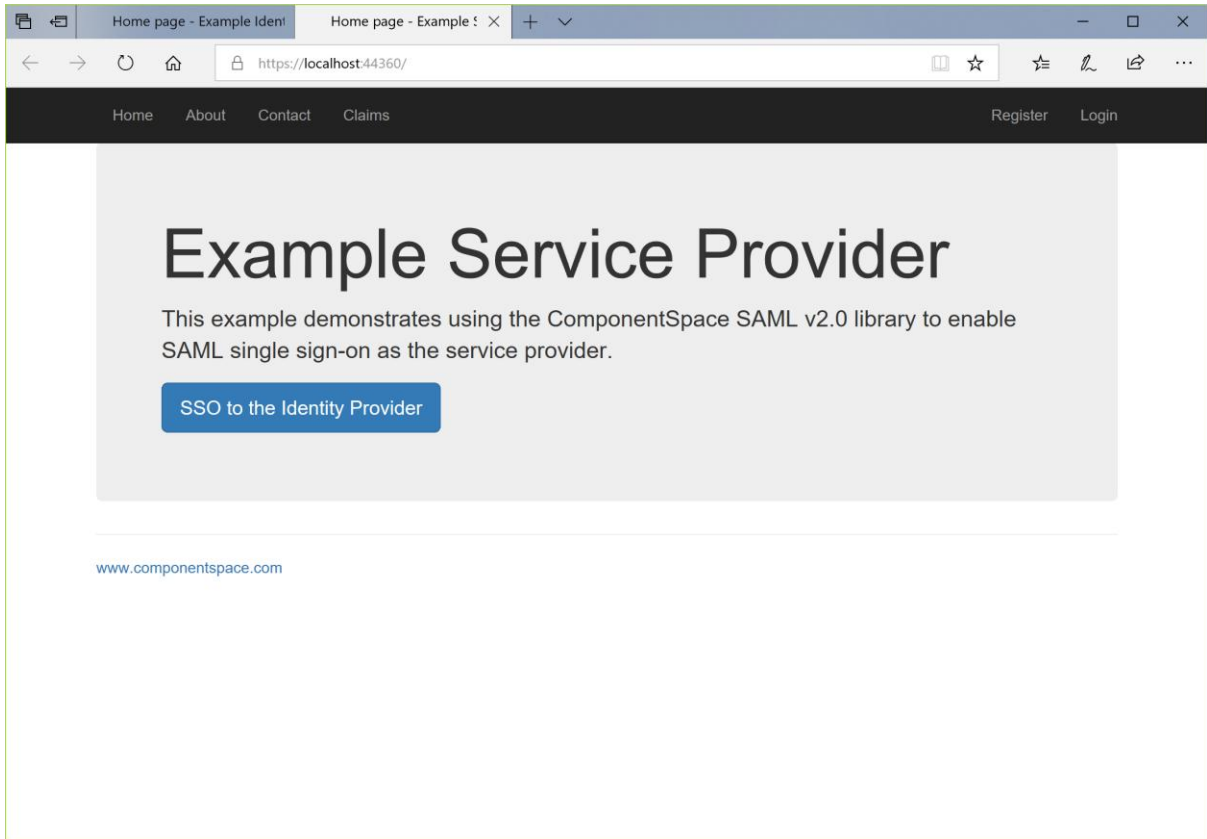 Home page - Example Ident
Home page - Example S
https://localhost:44360/
Home About Contact Claims Register Login
Example Service Provider
This example demonstrates using the ComponentSpace SAML v2.0 library to enable
SAML single sign-on as the service provider.
SSO to the Identity Provider
www.componentspace.com